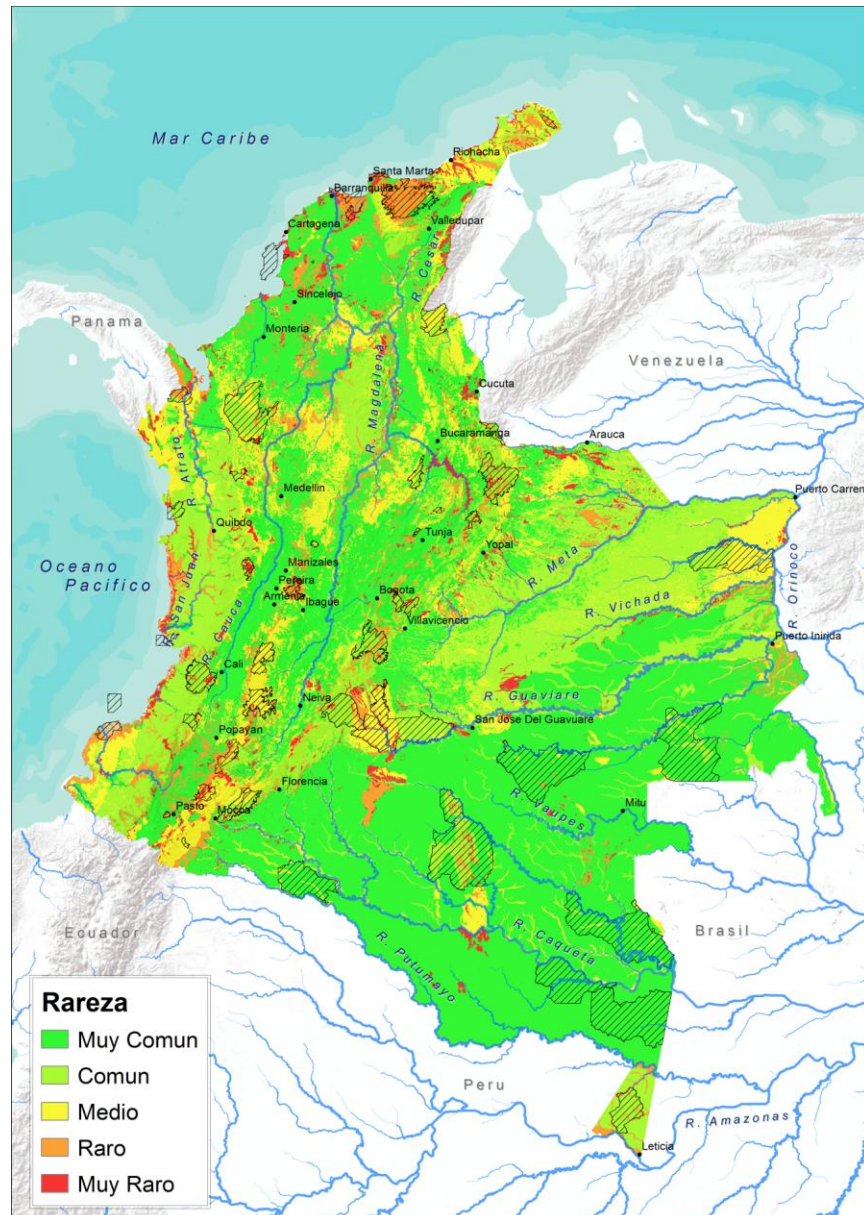 Mar Caribe
Riohacha
Santa Marta
Barranquilla
Cartagena
Valledupar
R. Cesar
Sincelejo
Panama
Monteria
R. Magdalena
Venezuela
Cucuta
Bucaramanga
Arauca
R. Atrato
Medellin
Puerto Carren
Quibdo
Tunja
Yopal
R. Meta
Oceano
Pacifico
R. San Juan
Manizales
Pereira
Armenia
Ibague
Bogota
R. Orinoco
R. Vichada
R. Cauca
Villavicencio
Puerto Inirida
Cali
R. Guaviare
Neiva
San Jose Del Guavuare
Popayan
Florencia
R. Vaupes
Mitu
Pasto
Mocoa
Ecuador
R. Caqueta
Brasil
R. Putumayo
Rareza
Muy Comun
Comun
Medio
Raro
Muy Raro
Peru
R. Amazonas
Leticia